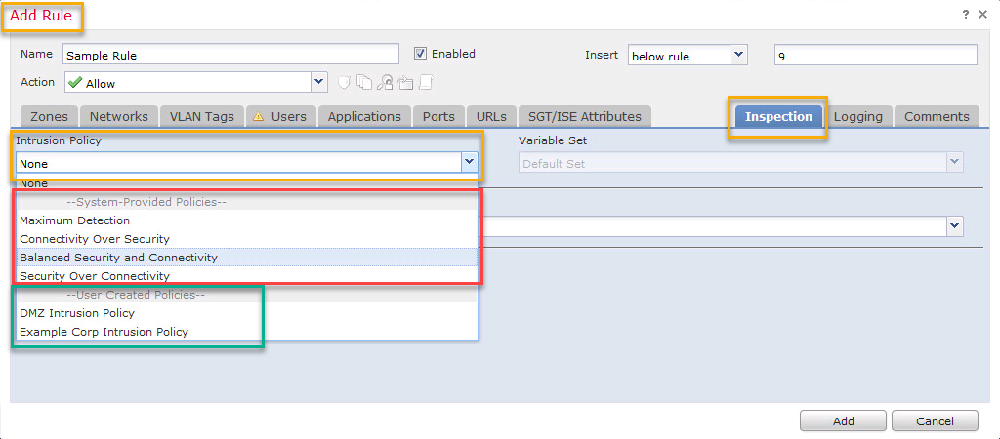 Add Rule ? ×
Name Sample Rule Enabled Insert below rule 9
Action Allow
Zones Networks VLAN Tags Users Applications Ports URLs SGT/ISE Attributes Inspection Logging Comments
Intrusion Policy Variable Set
None Default Set
None
--System-Provided Policies--
Maximum Detection
Connectivity Over Security
Balanced Security and Connectivity
Security Over Connectivity
--User Created Policies--
DMZ Intrusion Policy
Example Corp Intrusion Policy
Add Cancel